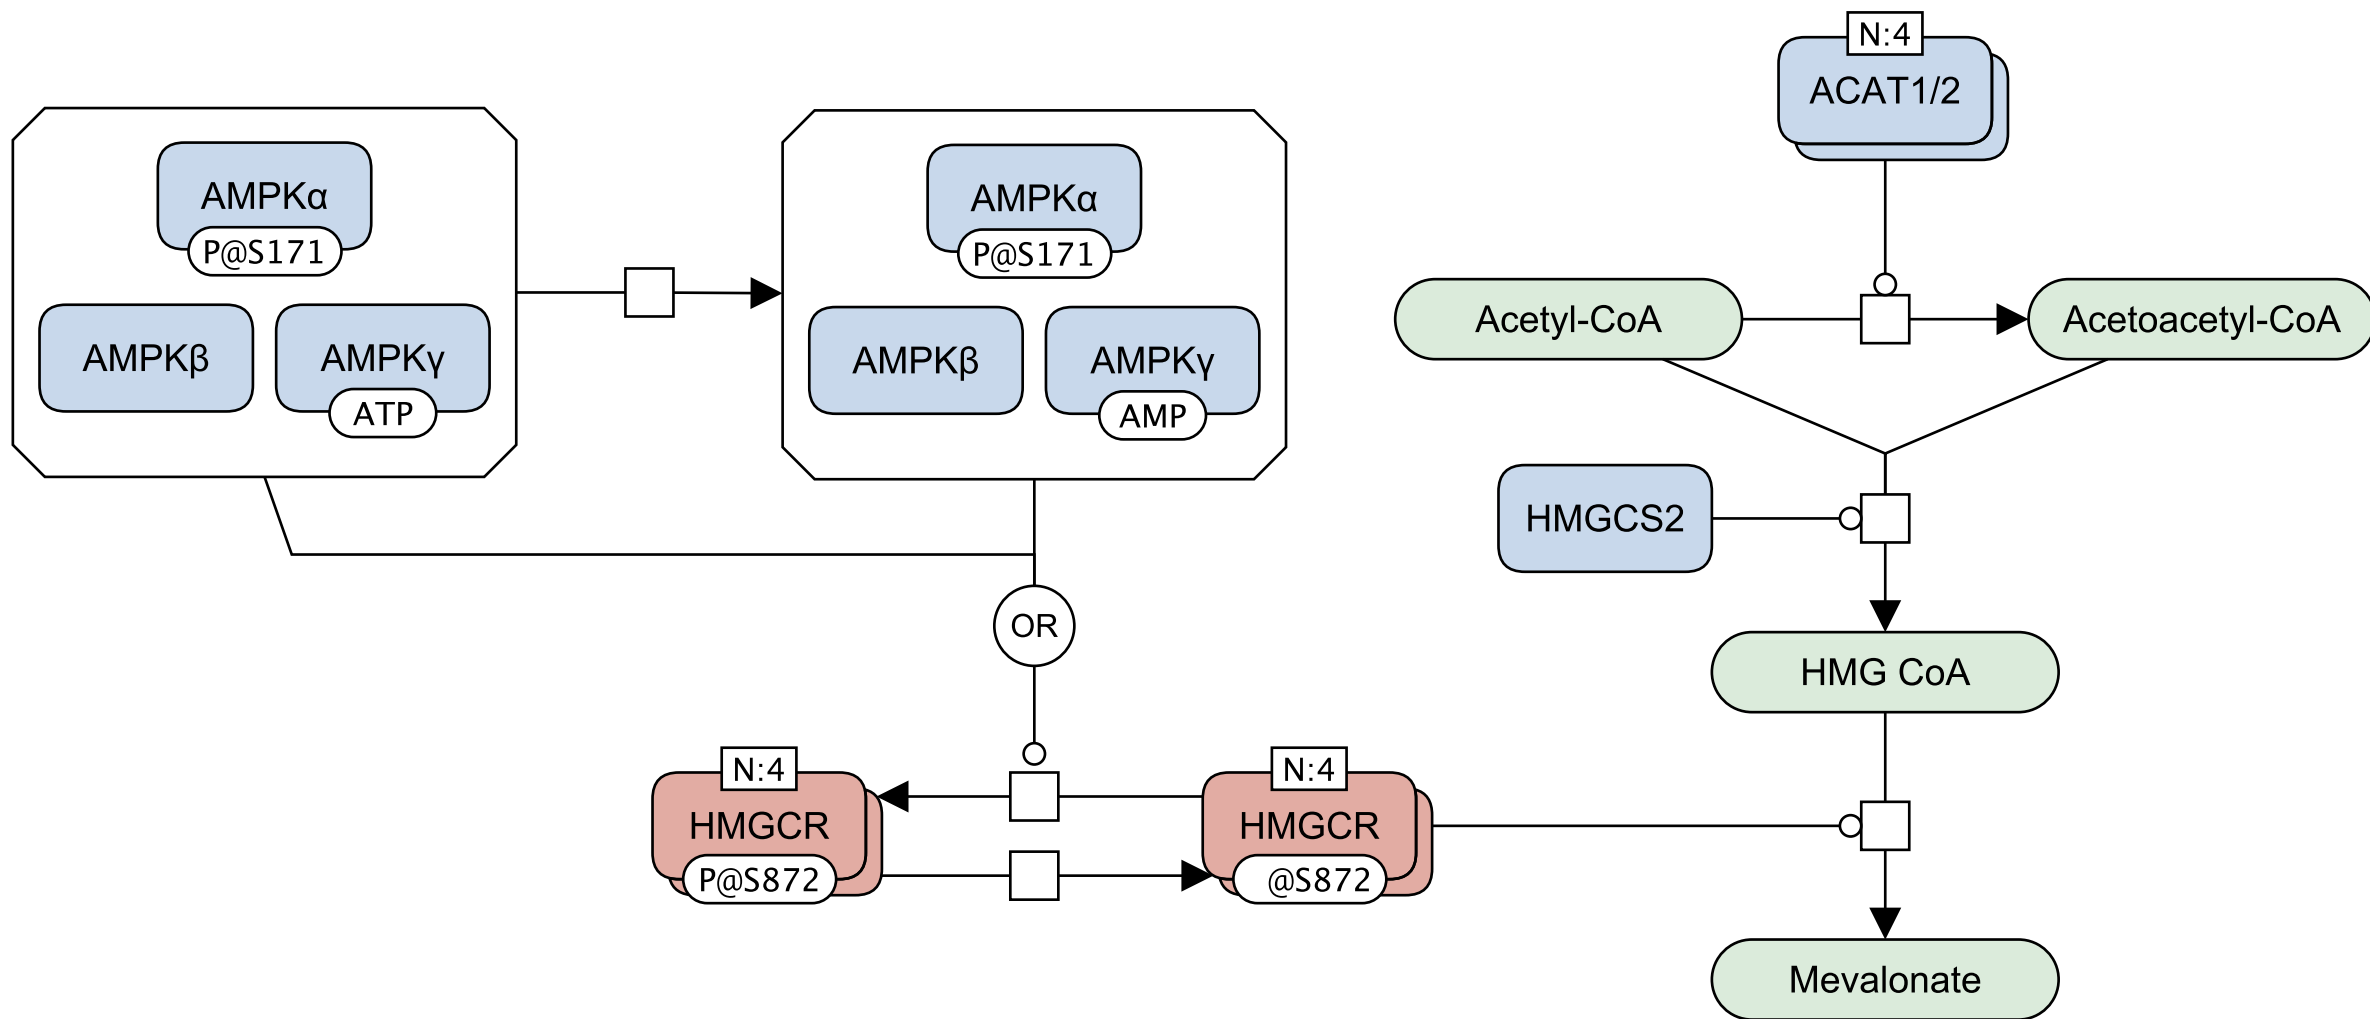 N:4
ACAT1/2
AMPKα
P@S171
AMPKβ
AMPKγ
ATP
AMPKα
P@S171
AMPKβ
AMPKγ
AMP
Acetyl-CoA
Acetoacetyl-CoA
HMGCS2
OR
HMG CoA
N:4
HMGCR
P@S872
N:4
HMGCR
@S872
Mevalonate